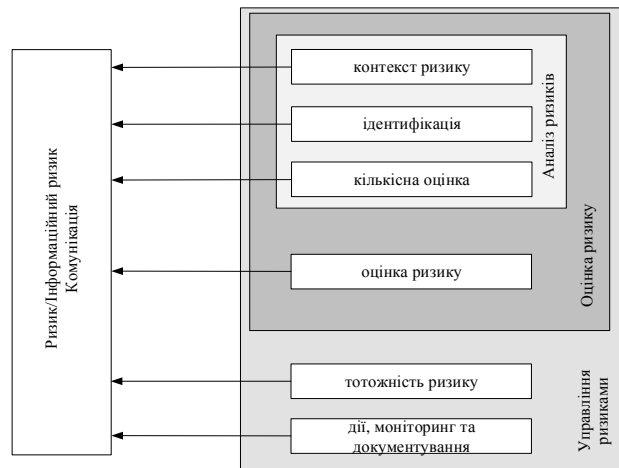 Ризик/Інформаційний ризик
Комунікація
контекст ризику
ідентифікація
кількісна оцінка
Аналіз ризиків
оцінка ризику
Оцінка ризику
тотожність ризику
дії, моніторинг та
документування
Управління
ризиками